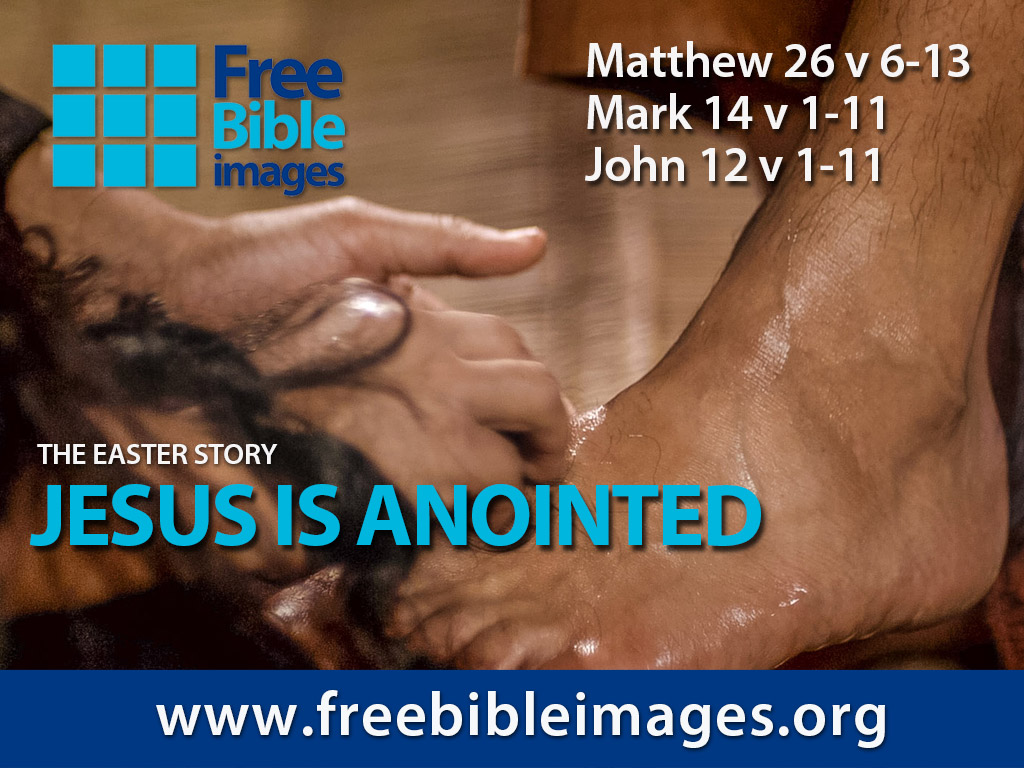 Free
Bible
images
Matthew 26 v 6-13
Mark 14 v 1-11
John 12 v 1-11
THE EASTER STORY
JESUS IS ANOINTED
www.freebibleimages.org